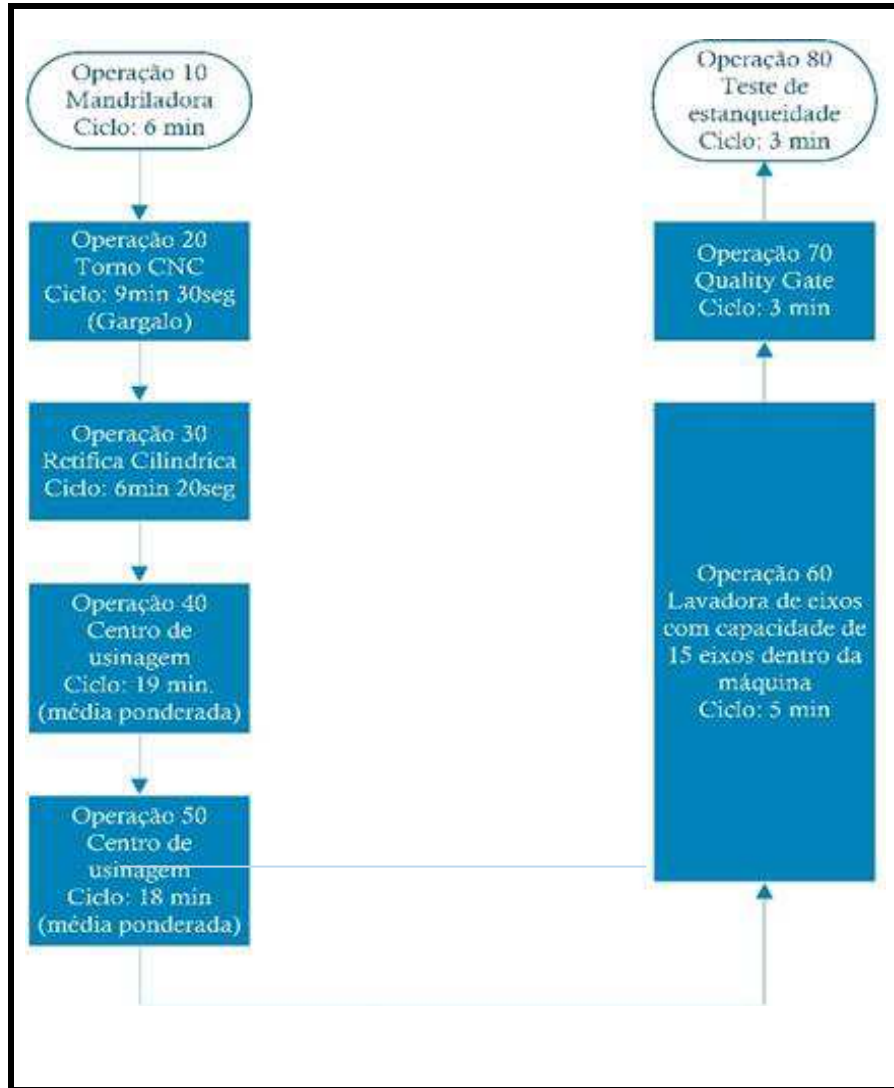 Operação 10
Mandriladora
Ciclo: 6 min
Operação 20
Torno CNC
Ciclo: 9min 30seg
(Gargalo)
Operação 30
Retifica Cilindrica
Ciclo: 6min 20seg
Operação 40
Centro de
usinagem
Ciclo: 19 min.
(média ponderada)
Operação 50
Centro de
usinagem
Ciclo: 18 min
(média ponderada)
Operação 60
Lavadora de eixos
com capacidade de
15 eixos dentro da
máquina
Ciclo: 5 min
Operação 70
Quality Gate
Ciclo: 3 min
Operação 80
Teste de
estanqueidade
Ciclo: 3 min